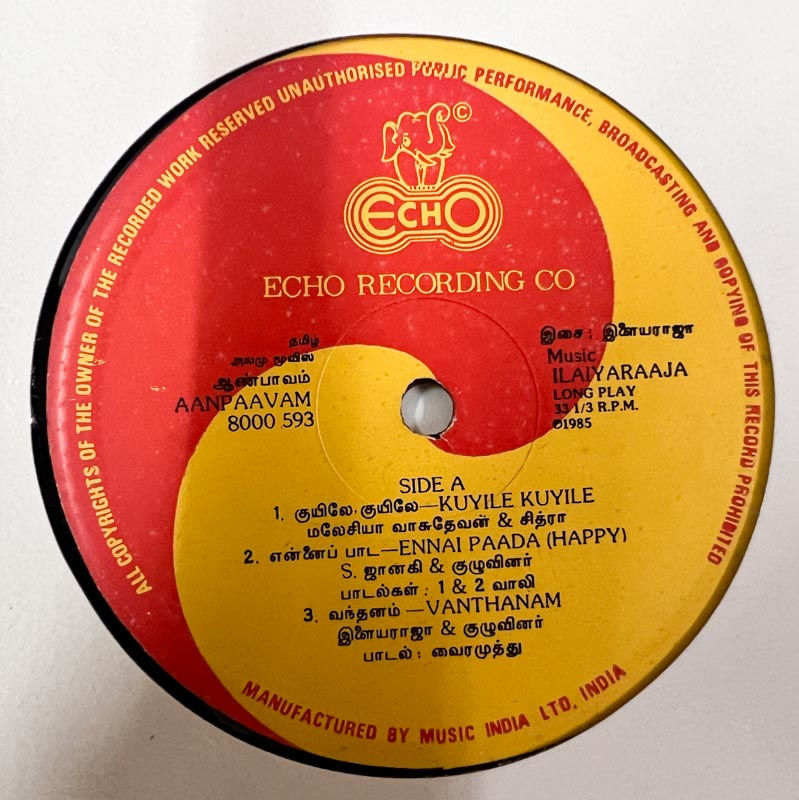 ALL COPYRIGHTS OF THE OWNER OF THE RECORDED WORK RESERVED UNAUTHORISED PUBLIC PERFORMANCE, BROADCASTING AND COPYING OF THIS RECORD PROHIBITED
©
ECHO
ECHO RECORDING CO
தமிழ்
அலமு மூவிஸ்
ஆண்பாவம்
AANPAAVAM
8000 593
இசை : இளையராஜா
Music
ILAIYARAAJA
LONG PLAY
33 1/3 R.P.M.
℗1985
SIDE A
1. குயிலே, குயிலே—KUYILE KUYILE
மலேசியா வாசுதேவன் & சித்ரா
2. என்னைப் பாட—ENNAI PAADA (HAPPY)
S. ஜானகி & குழுவினர்
பாடல்கள் : 1 & 2 வாலி
3. வந்தனம் —VANTHANAM
இளையராஜா & குழுவினர்
பாடல் : வைரமுத்து
MANUFACTURED BY MUSIC INDIA LTD, INDIA